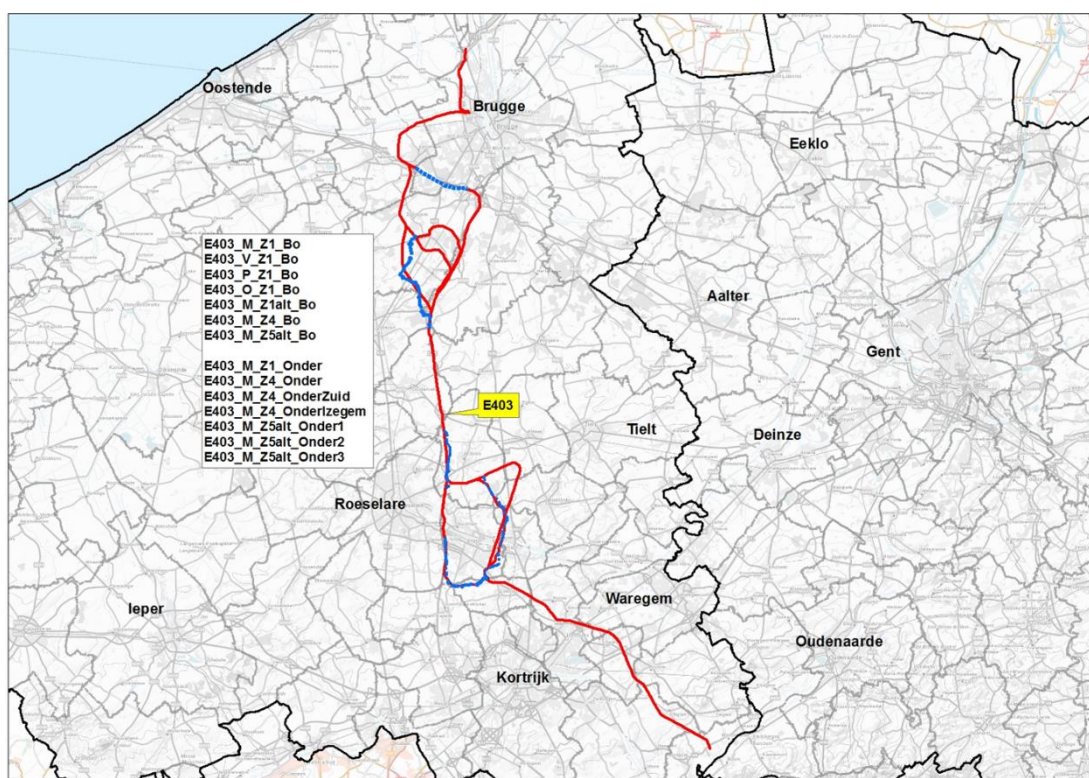 Oostende
Brugge
Eeklo
E403_M_Z1_Bo
E403_V_Z1_Bo
E403_P_Z1_Bo
E403_O_Z1_Bo
E403_M_Z1alt_Bo
E403_M_Z4_Bo
E403_M_Z5alt_Bo
E403_M_Z1_Onder
E403_M_Z4_Onder
E403_M_Z4_OnderZuid
E403_M_Z4_OnderIzegem
E403_M_Z5alt_Onder1
E403_M_Z5alt_Onder2
E403_M_Z5alt_Onder3
Aalter
Gent
E403
Tielt
Deinze
Roeselare
Ieper
Waregem
Oudenaarde
Kortrijk